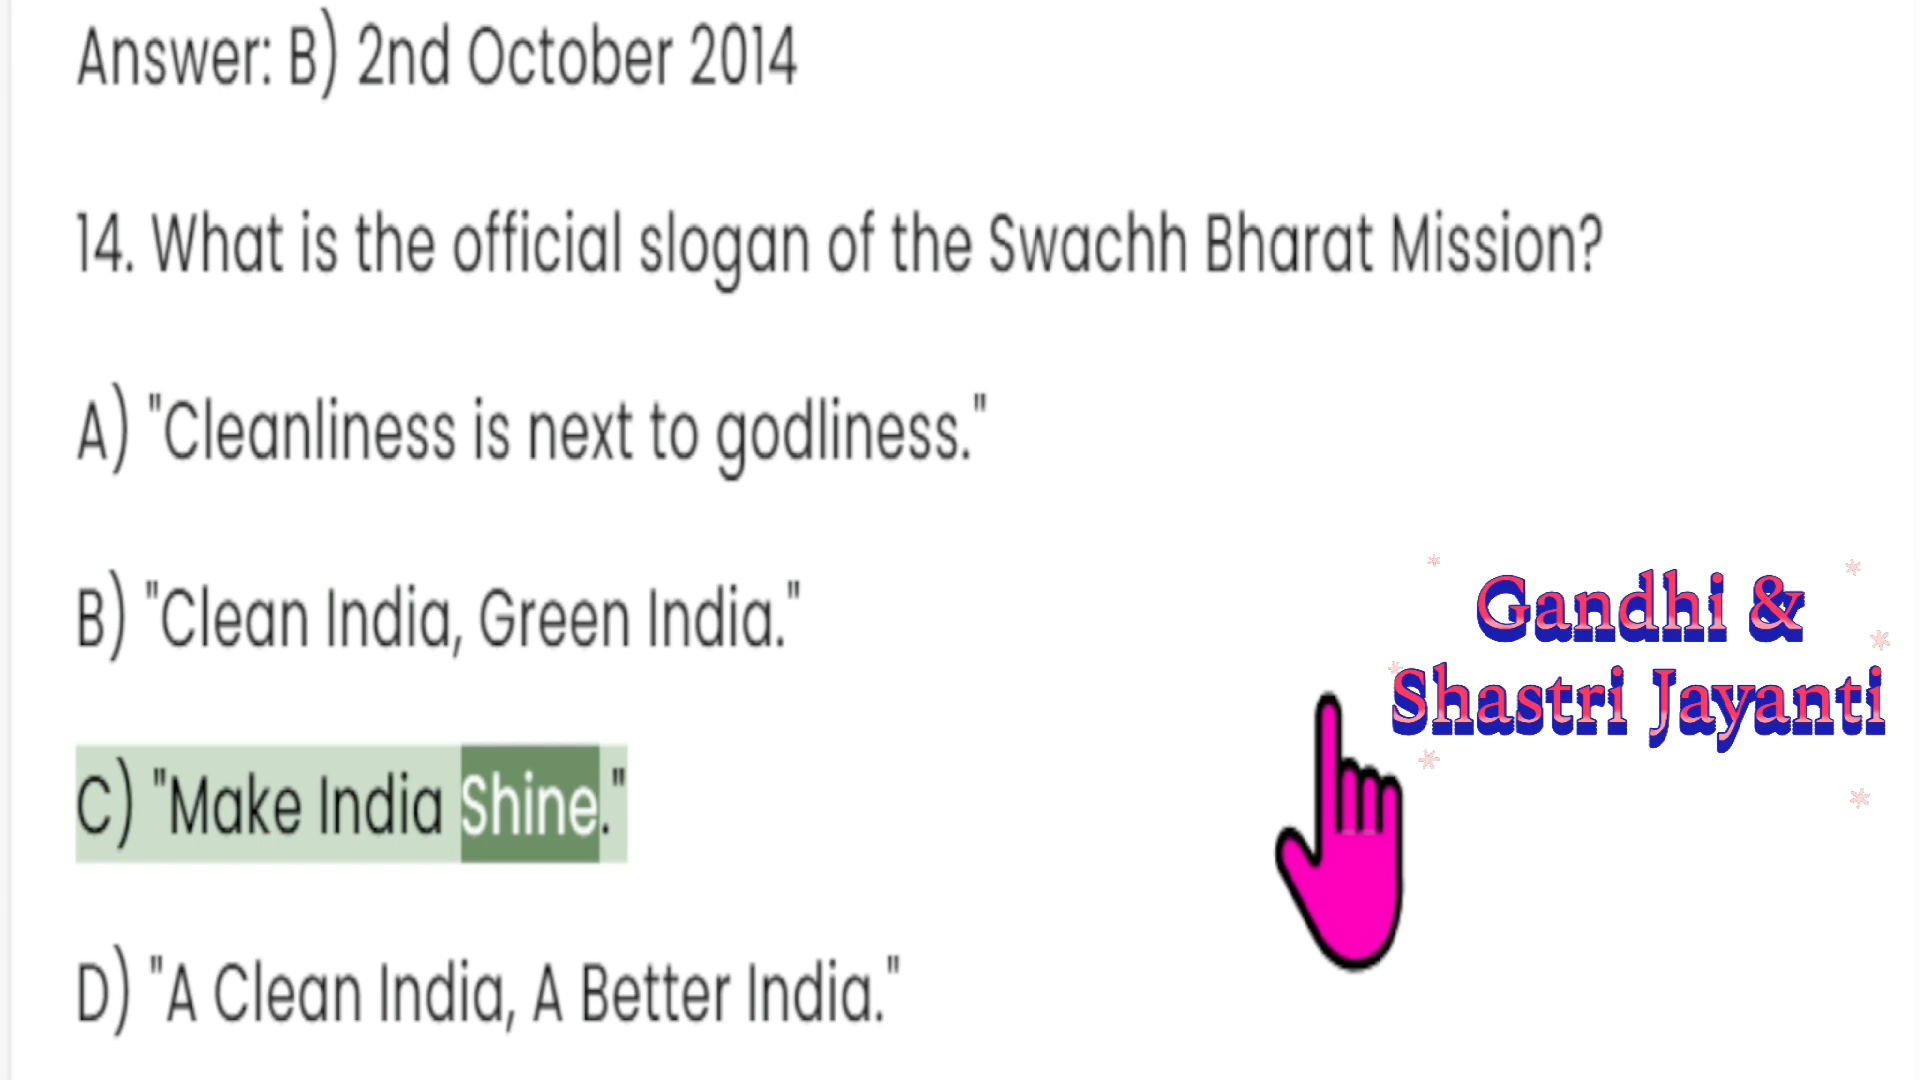 Answer: B) 2nd October 2014
14. What is the official slogan of the Swachh Bharat Mission?
A) "Cleanliness is next to godliness."
B) "Clean India, Green India."
Gandhi &
Shastri Jayanti
C) "Make India Shine."
D) "A Clean India, A Better India."